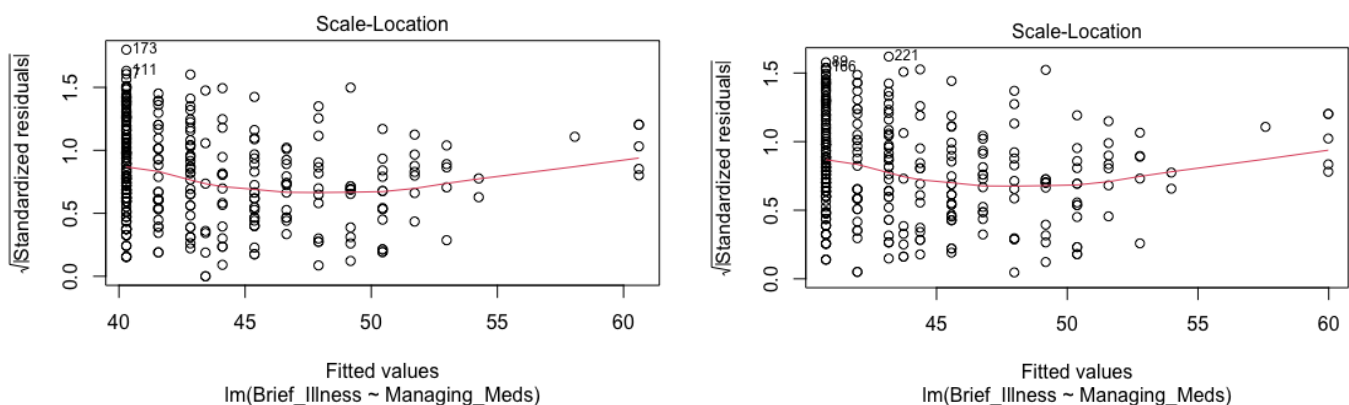 Scale-Location
√|Standardized residuals|
0.0
0.5
1.0
1.5
173
411
40
45
50
55
60
Fitted values
lm(Brief_Illness ~ Managing_Meds)
Scale-Location
√|Standardized residuals|
0.0
0.5
1.0
1.5
221
166
45
50
55
60
Fitted values
lm(Brief_Illness ~ Managing_Meds)